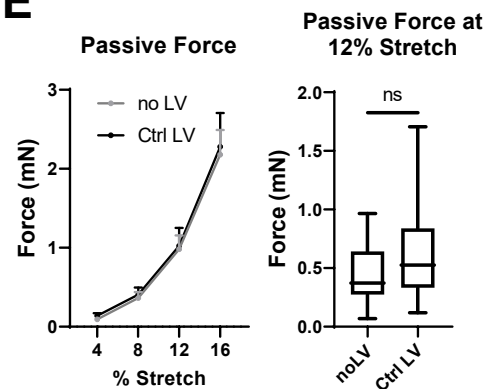 E
Passive Force
Force (mN)
3
2
1
0
no LV
Ctrl LV
4 8 12 16
% Stretch
Passive Force at
12% Stretch
Force (mN)
2.0
1.5
1.0
0.5
0.0
ns
noLV
Ctrl LV